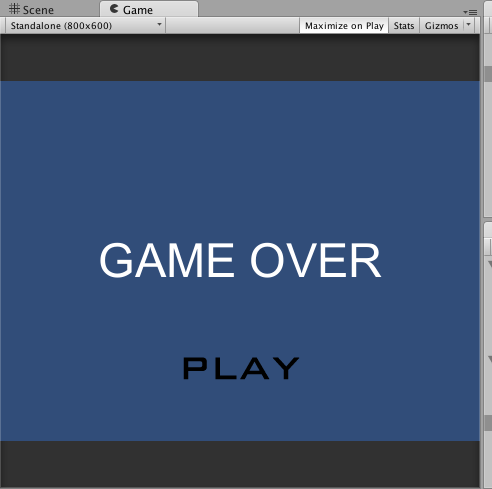 Scene Game
Standalone (800x600) Maximize on Play Stats Gizmos
GAME OVER
PLAY